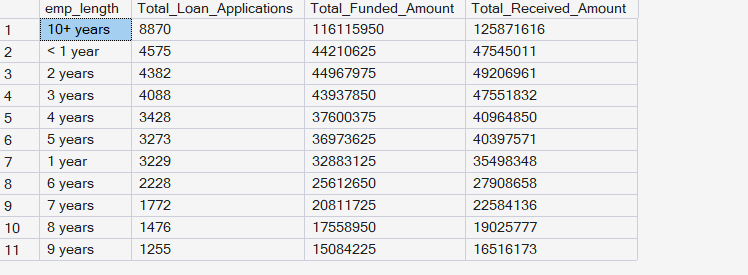 emp_length Total_Loan_Applications Total_Funded_Amount Total_Received_Amount
1 10+ years 8870 116115950 125871616
2 < 1 year 4575 44210625 47545011
3 2 years 4382 44967975 49206961
4 3 years 4088 43937850 47551832
5 4 years 3428 37600375 40964850
6 5 years 3273 36973625 40397571
7 1 year 3229 32883125 35498348
8 6 years 2228 25612650 27908658
9 7 years 1772 20811725 22584136
10 8 years 1476 17558950 19025777
11 9 years 1255 15084225 16516173